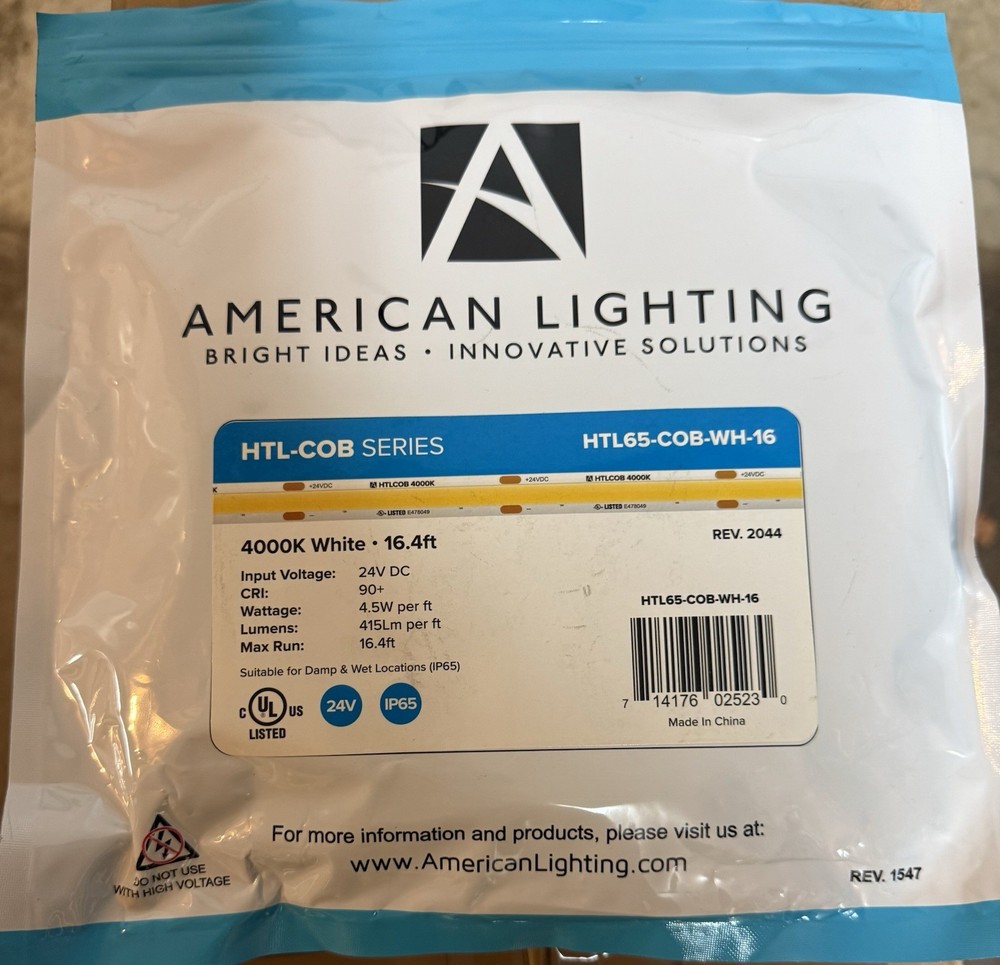 AMERICAN LIGHTING
BRIGHT IDEAS • INNOVATIVE SOLUTIONS
HTL-COB SERIES
HTL65-COB-WH-16
K
+24VDC
HTLCOB 4000K
+24VDC
HTLCOB 4000K
+24VDC
LISTED E478049
LISTED E478049
4000K White • 16.4ft
REV. 2044
Input Voltage: 24V DC
CRI: 90+
Wattage: 4.5W per ft
Lumens: 415Lm per ft
Max Run: 16.4ft
Suitable for Damp & Wet Locations (IP65)
C UL US
LISTED
24V
IP65
HTL65-COB-WH-16
7 14176 02523 0
Made In China
DO NOT USE
WITH HIGH VOLTAGE
For more information and products, please visit us at:
www.AmericanLighting.com
REV. 1547